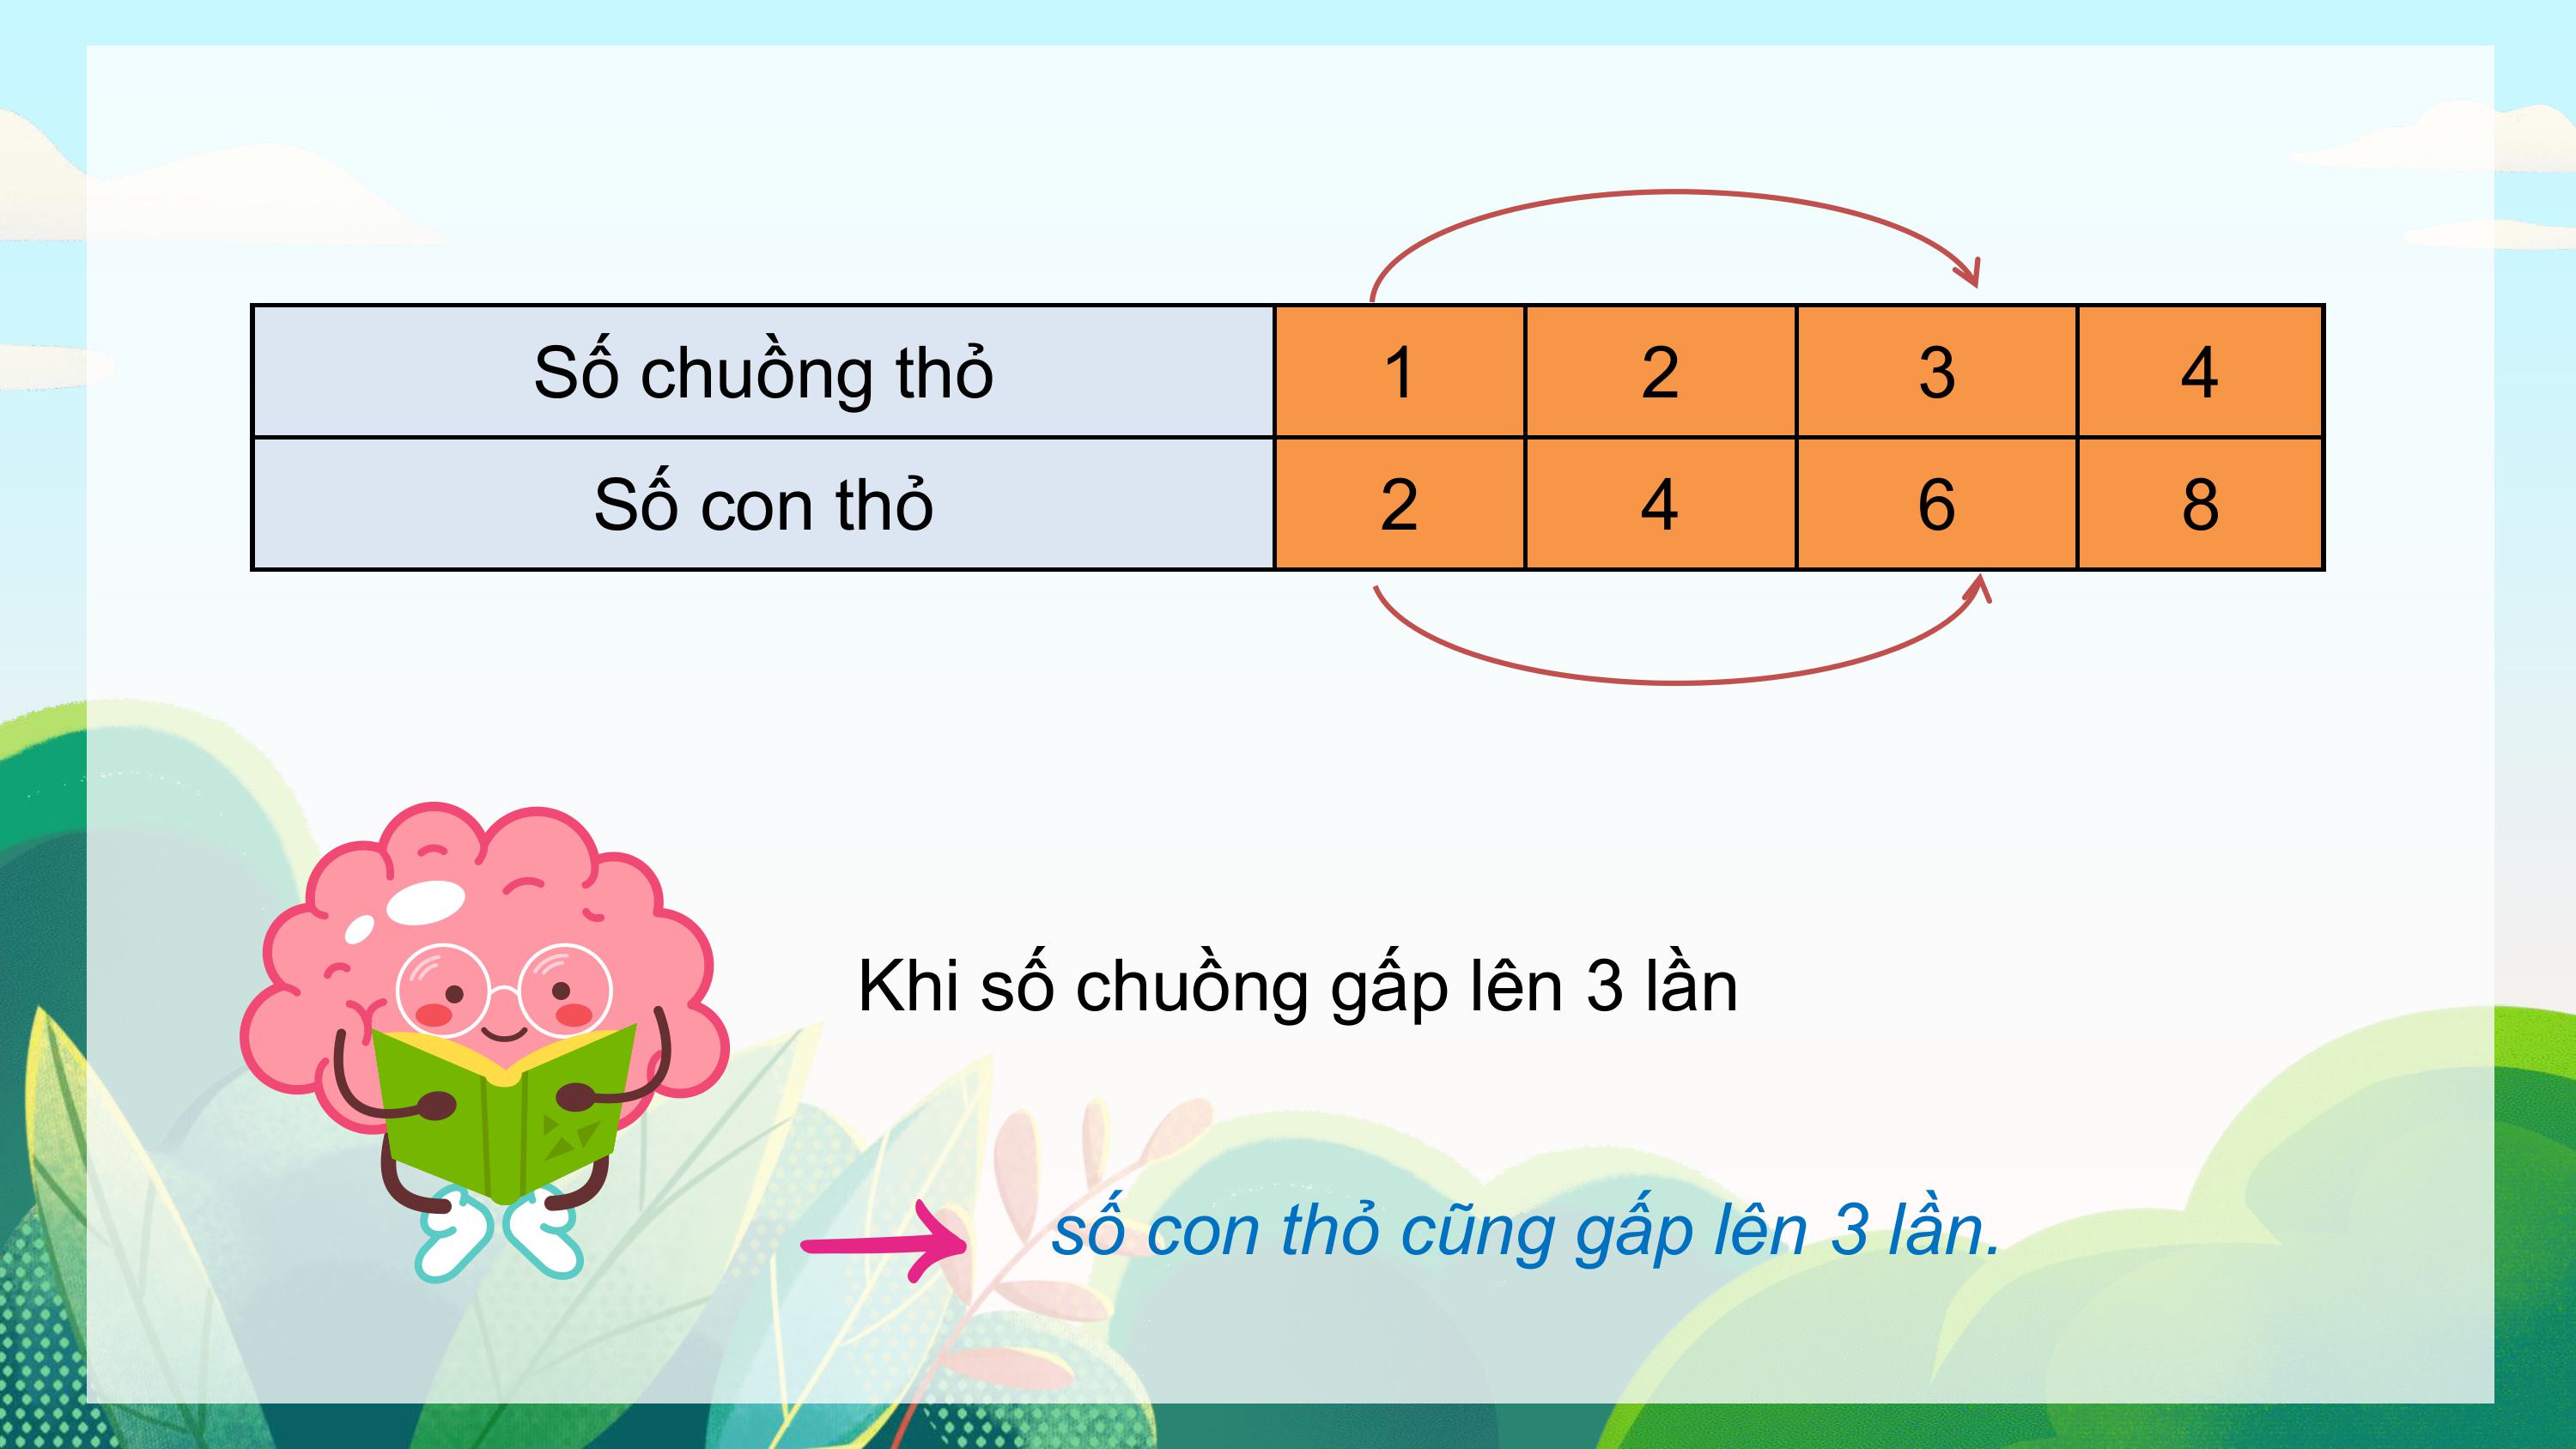 Số chuồng thỏ 1 2 3 4
Số con thỏ 2 4 6 8
Khi số chuồng gấp lên 3 lần
số con thỏ cũng gấp lên 3 lần.